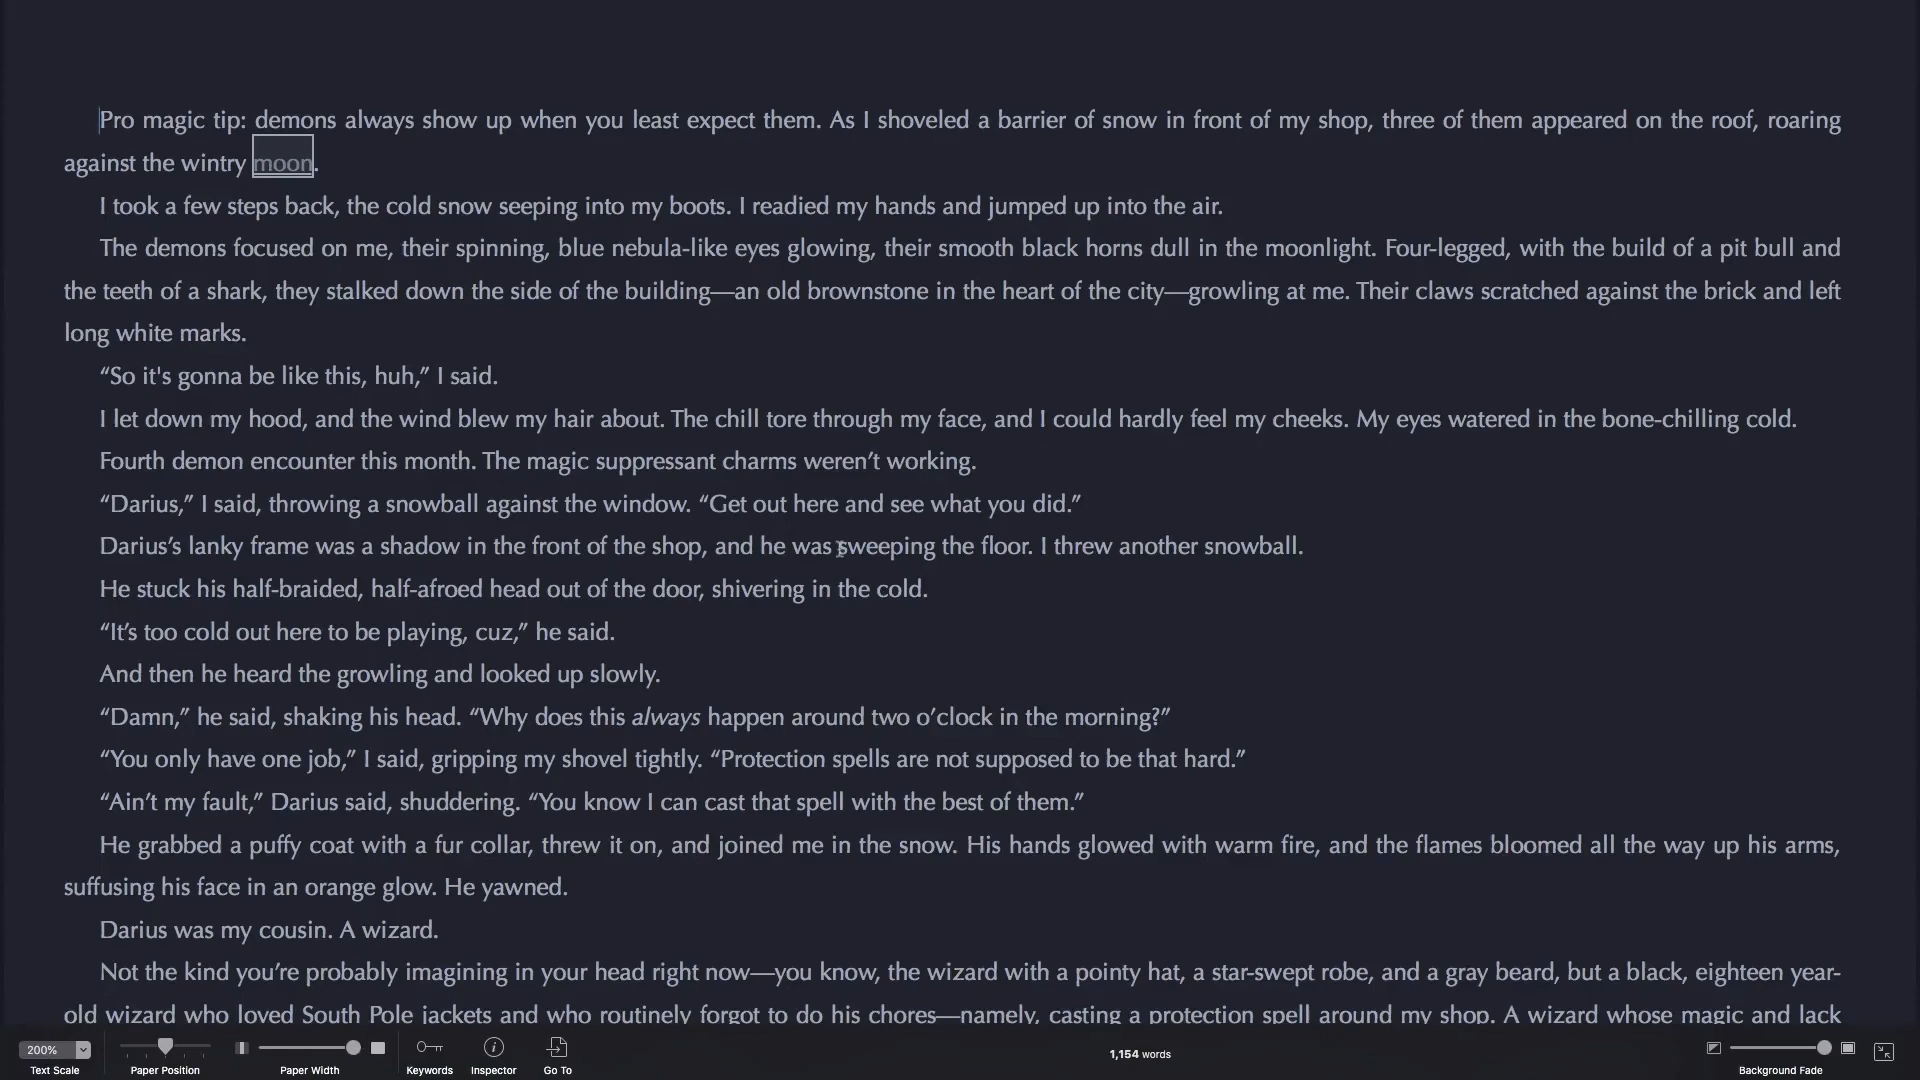 Pro magic tip: demons always show up when you least expect them. As I shoveled a barrier of snow in front of my shop, three of them appeared on the roof, roaring
against the wintry moon.
I took a few steps back, the cold snow seeping into my boots. I readied my hands and jumped up into the air.
The demons focused on me, their spinning, blue nebula-like eyes glowing, their smooth black horns dull in the moonlight. Four-legged, with the build of a pit bull and
the teeth of a shark, they stalked down the side of the building—an old brownstone in the heart of the city—growling at me. Their claws scratched against the brick and left
long white marks.
“So it's gonna be like this, huh,” I said.
I let down my hood, and the wind blew my hair about. The chill tore through my face, and I could hardly feel my cheeks. My eyes watered in the bone-chilling cold.
Fourth demon encounter this month. The magic suppressant charms weren’t working.
“Darius,” I said, throwing a snowball against the window. “Get out here and see what you did.”
Darius’s lanky frame was a shadow in the front of the shop, and he was sweeping the floor. I threw another snowball.
He stuck his half-braided, half-afroed head out of the door, shivering in the cold.
“It’s too cold out here to be playing, cuz,” he said.
And then he heard the growling and looked up slowly.
“Damn,” he said, shaking his head. “Why does this always happen around two o’clock in the morning?”
“You only have one job,” I said, gripping my shovel tightly. “Protection spells are not supposed to be that hard.”
“Ain’t my fault,” Darius said, shuddering. “You know I can cast that spell with the best of them.”
He grabbed a puffy coat with a fur collar, threw it on, and joined me in the snow. His hands glowed with warm fire, and the flames bloomed all the way up his arms,
suffusing his face in an orange glow. He yawned.
Darius was my cousin. A wizard.
Not the kind you’re probably imagining in your head right now—you know, the wizard with a pointy hat, a star-swept robe, and a gray beard, but a black, eighteen year-
old wizard who loved South Pole jackets and who routinely forgot to do his chores—namely, casting a protection spell around my shop. A wizard whose magic and lack
200%
1,154 words
Text Scale
Paper Position
Paper Width
Keywords
Inspector
Go To
Background Fade